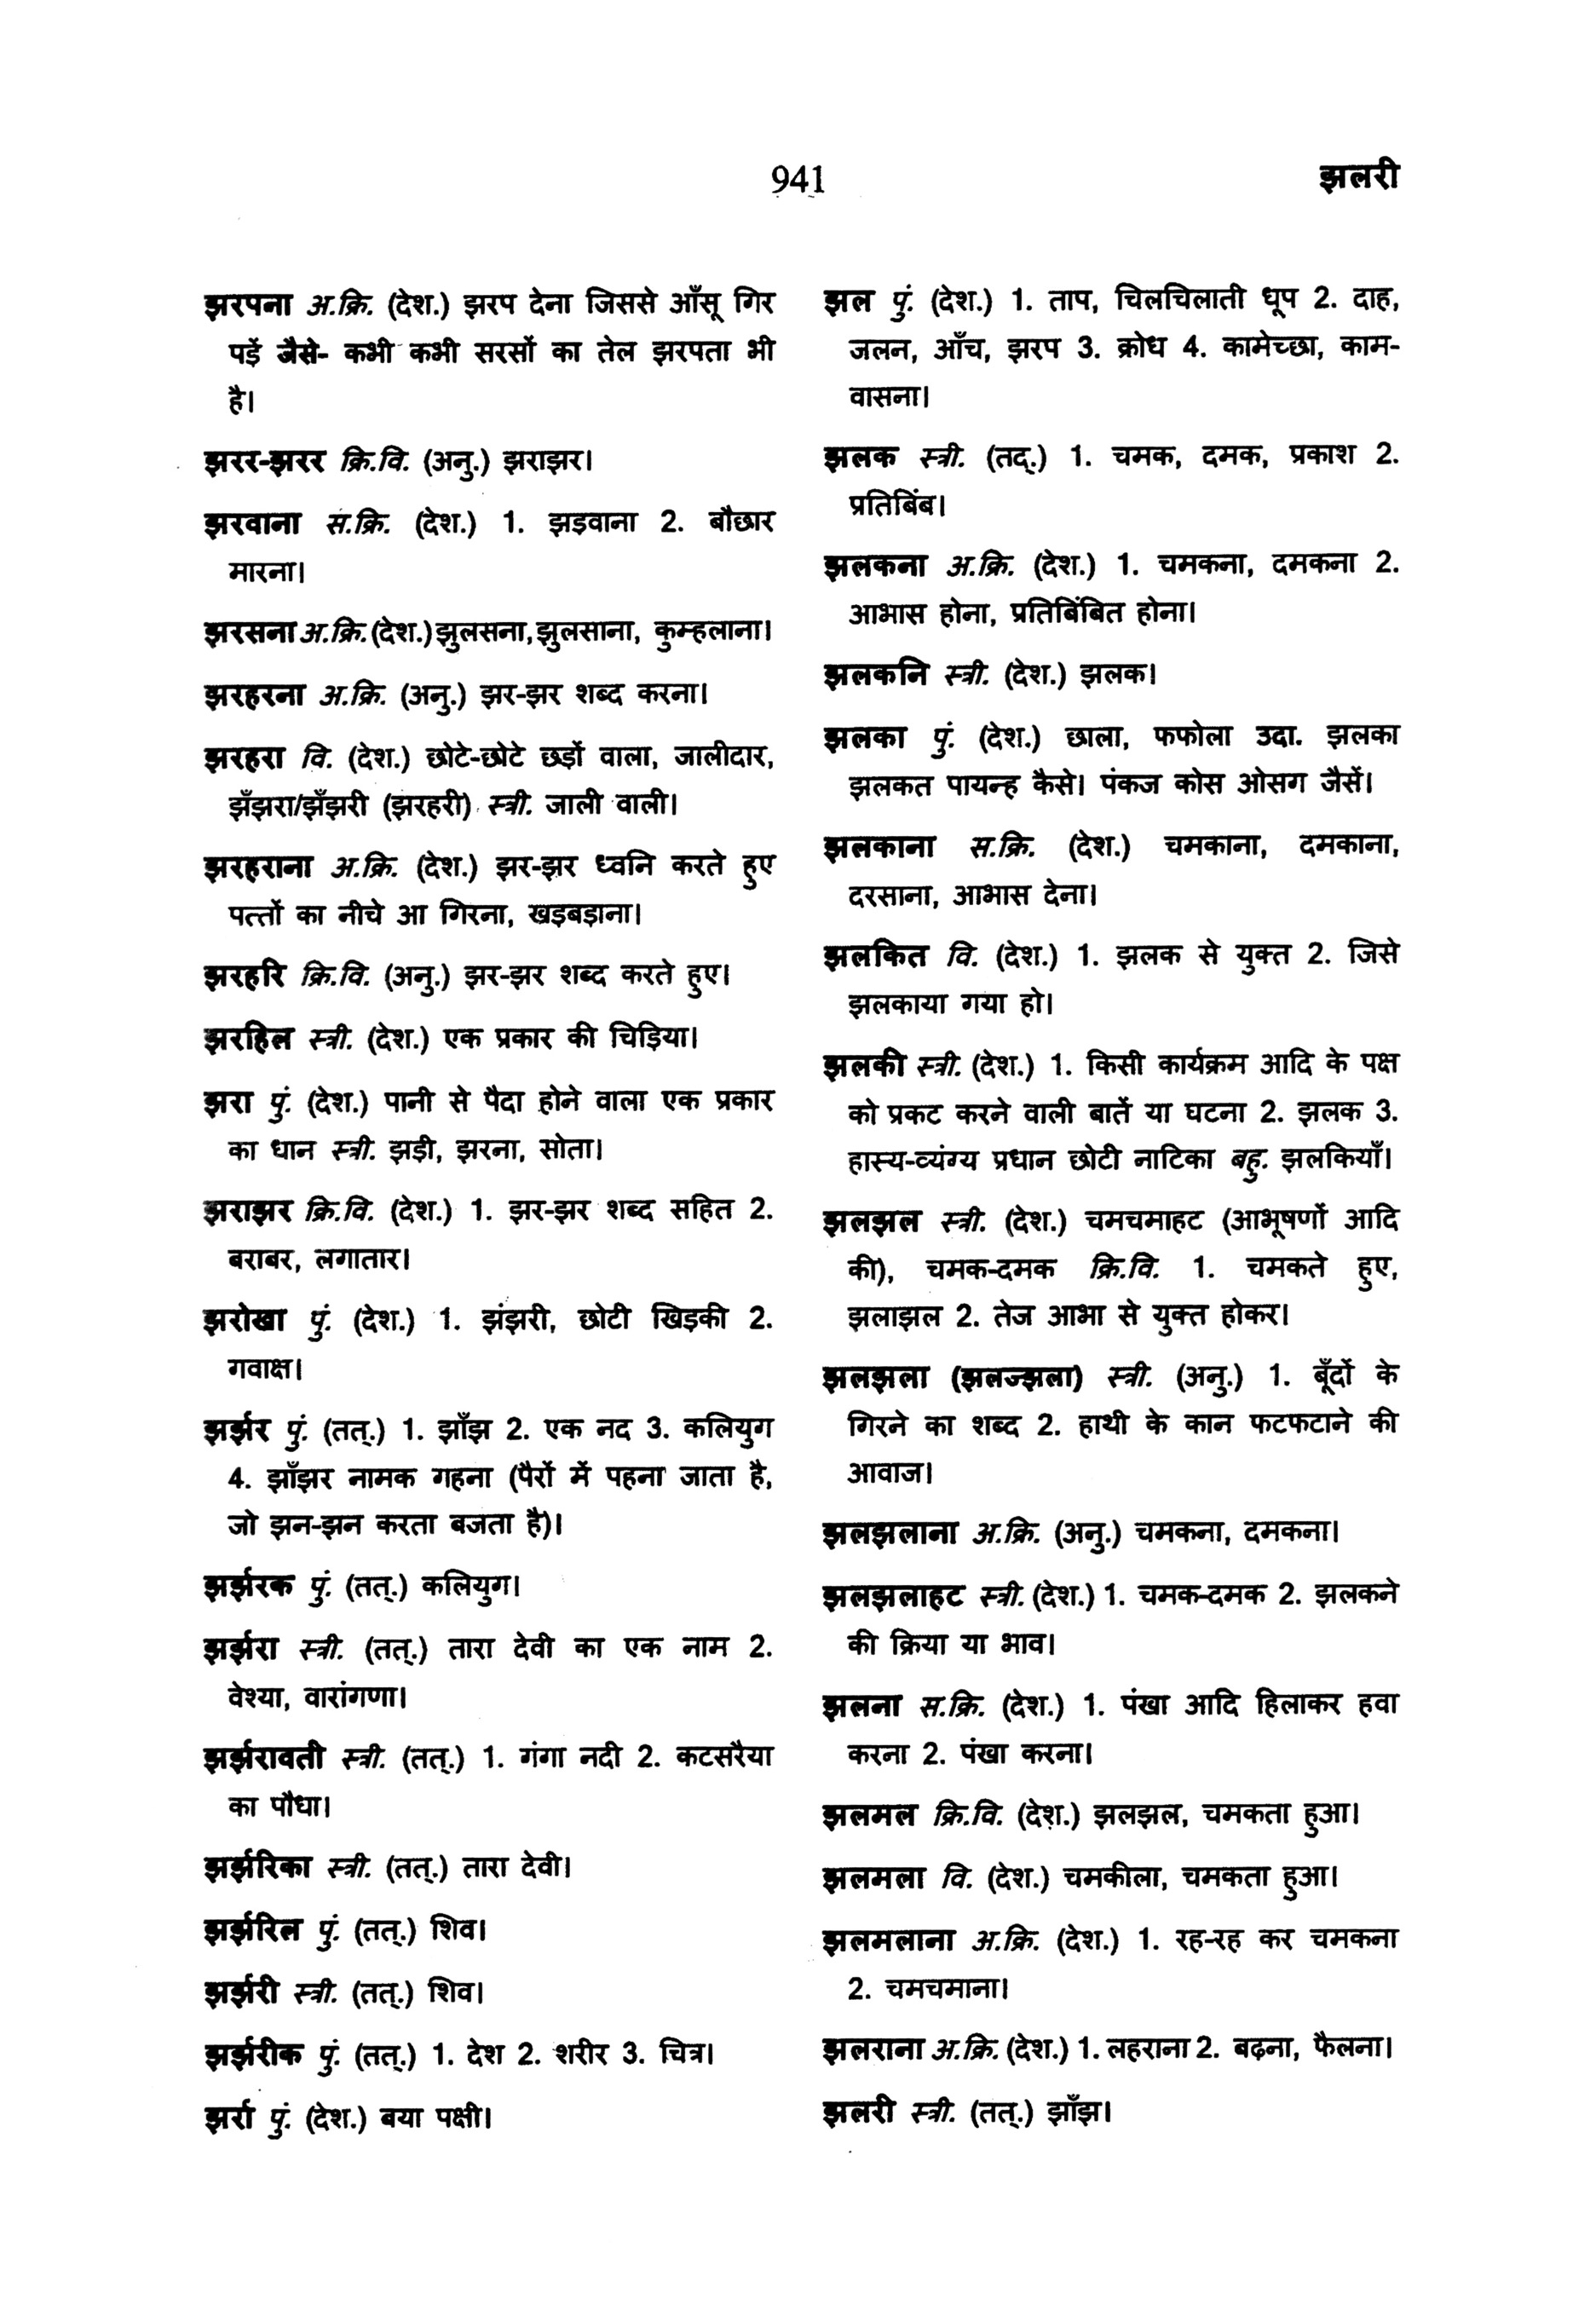 941
झलरी
झरपना अ.क्रि. (देश.) झरप देना जिससे आँसू गिर
पड़ें जैसे- कभी कभी सरसों का तेल झरपता भी
है।
झरर-झरर क्रि.वि. (अनु.) झराझर।
झरवाना स.क्रि. (देश.) 1. झड़वाना 2. बौछार
मारना।
झरसना अ.क्रि. (देश.) झुलसना, झुलसाना, कुम्हलाना।
झरहरना अ.क्रि. (अनु.) झर-झर शब्द करना।
झरहरा वि. (देश.) छोटे-छोटे छड़ों वाला, जालीदार,
झँझरा/झँझरी (झरहरी) स्त्री. जाली वाली।
झरहराना अ.क्रि. (देश.) झर-झर ध्वनि करते हुए
पत्तों का नीचे आ गिरना, खड़बड़ाना।
झरहरि क्रि.वि. (अनु.) झर-झर शब्द करते हुए।
झरहिल स्त्री. (देश.) एक प्रकार की चिड़िया।
झरा पुं. (देश.) पानी से पैदा होने वाला एक प्रकार
का धान स्त्री. झड़ी, झरना, सोता।
झराझर क्रि.वि. (देश.) 1. झर-झर शब्द सहित 2.
बराबर, लगातार।
झरोखा पुं. (देश.) 1. झंझरी, छोटी खिड़की 2.
गवाक्ष।
झर्झर पुं. (तत्.) 1. झाँझ 2. एक नद 3. कलियुग
4. झाँझर नामक गहना (पैरों में पहना जाता है,
जो झन-झन करता बजता है)।
झर्झरक पुं. (तत्.) कलियुग।
झर्झरा स्त्री. (तत्.) तारा देवी का एक नाम 2.
वेश्या, वारांगणा।
झर्झरावती स्त्री. (तत्.) 1. गंगा नदी 2. कटसरैया
का पौधा।
झर्झरिका स्त्री. (तत्.) तारा देवी।
झर्झरिल पुं. (तत्.) शिव।
झर्झरी स्त्री. (तत्.) शिव।
झर्झरीक पुं. (तत्.) 1. देश 2. शरीर 3. चित्र।
झर्रा पुं. (देश.) बया पक्षी।
झल पुं. (देश.) 1. ताप, चिलचिलाती धूप 2. दाह,
जलन, आँच, झरप 3. क्रोध 4. कामेच्छा, काम-
वासना।
झलक स्त्री. (तद्.) 1. चमक, दमक, प्रकाश 2.
प्रतिबिंब।
झलकना अ.क्रि. (देश.) 1. चमकना, दमकना 2.
आभास होना, प्रतिबिंबित होना।
झलकनि स्त्री. (देश.) झलक।
झलका पुं. (देश.) छाला, फफोला उदा. झलका
झलकत पायन्ह कैसे। पंकज कोस ओसग जैसें।
झलकाना स.क्रि. (देश.) चमकाना, दमकाना,
दरसाना, आभास देना।
झलकित वि. (देश.) 1. झलक से युक्त 2. जिसे
झलकाया गया हो।
झलकी स्त्री. (देश.) 1. किसी कार्यक्रम आदि के पक्ष
को प्रकट करने वाली बातें या घटना 2. झलक 3.
हास्य-व्यंग्य प्रधान छोटी नाटिका बहु. झलकियाँ।
झलझल स्त्री. (देश.) चमचमाहट (आभूषणों आदि
की), चमक-दमक क्रि.वि. 1. चमकते हुए,
झलाझल 2. तेज आभा से युक्त होकर।
झलझला (झलज्झला) स्त्री. (अनु.) 1. बूँदों के
गिरने का शब्द 2. हाथी के कान फटफटाने की
आवाज।
झलझलाना अ.क्रि. (अनु.) चमकना, दमकना।
झलझलाहट स्त्री. (देश.) 1. चमक-दमक 2. झलकने
की क्रिया या भाव।
झलना स.क्रि. (देश.) 1. पंखा आदि हिलाकर हवा
करना 2. पंखा करना।
झलमल क्रि.वि. (देश.) झलझल, चमकता हुआ।
झलमला वि. (देश.) चमकीला, चमकता हुआ।
झलमलाना अ.क्रि. (देश.) 1. रह-रह कर चमकना
2. चमचमाना।
झलराना अ.क्रि. (देश.) 1. लहराना 2. बढ़ना, फैलना।
झलरी स्त्री. (तत्.) झाँझ।